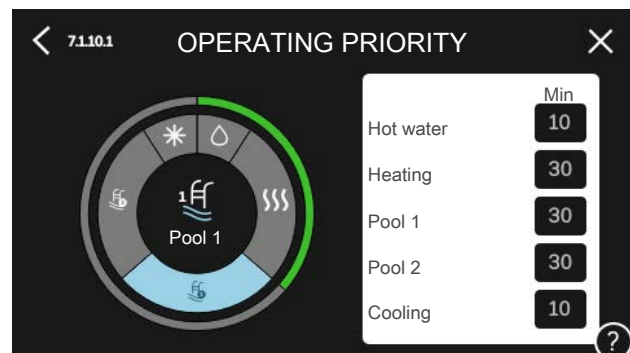 7.1.10.1 OPERATING PRIORITY
Min
Hot water 10
Heating 30
Pool 1 30
Pool 2 30
Cooling 10
1
Pool 1
?